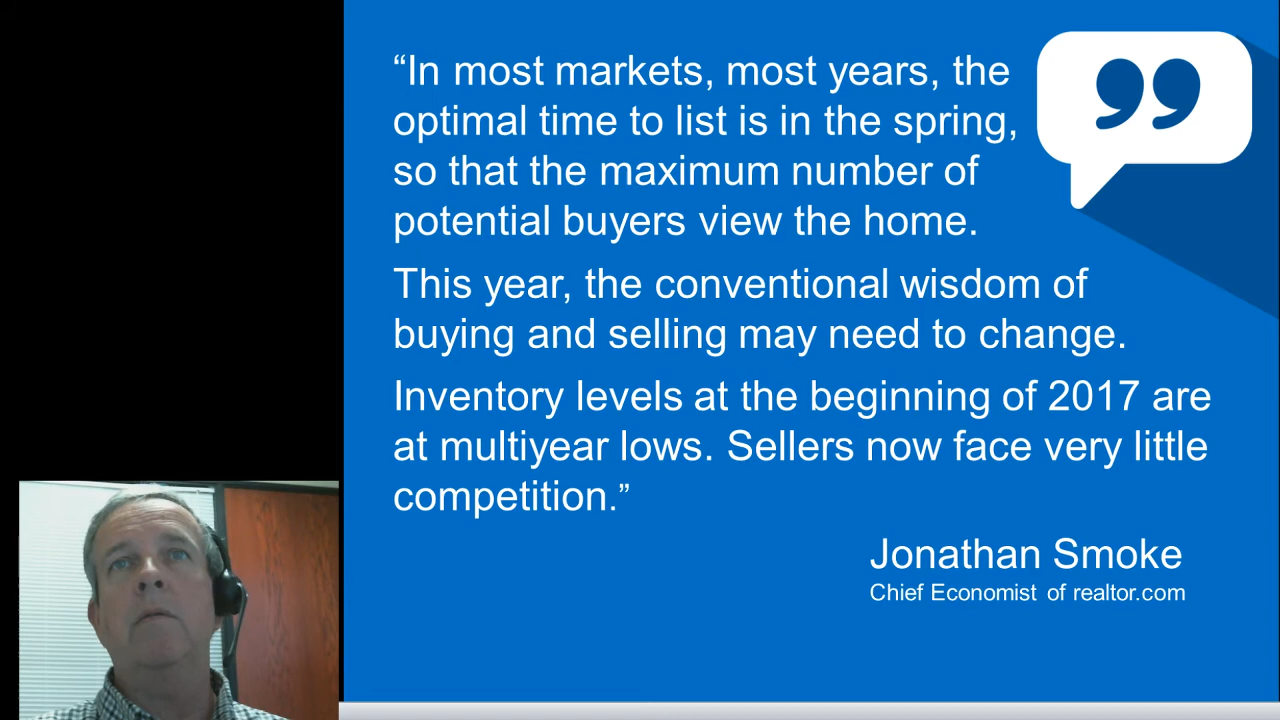 “In most markets, most years, the
optimal time to list is in the spring,
so that the maximum number of
potential buyers view the home.
This year, the conventional wisdom of
buying and selling may need to change.
Inventory levels at the beginning of 2017 are
at multiyear lows. Sellers now face very little
competition.”
Jonathan Smoke
Chief Economist of realtor.com